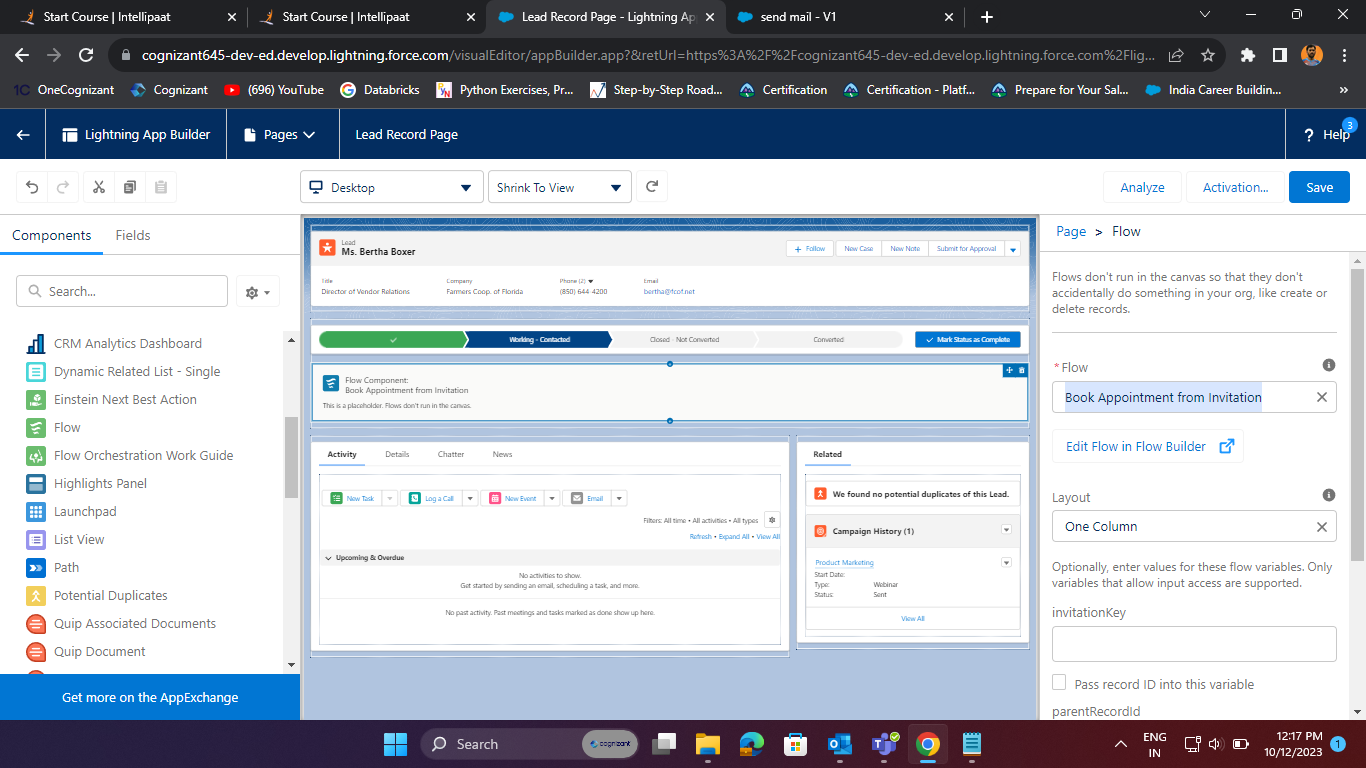 Start Course | Intellipaat
Start Course | Intellipaat
Lead Record Page - Lightning Ap
send mail - V1
cognizant645-dev-ed.develop.lightning.force.com/visualEditor/appBuilder.app?&retUrl=https%3A%2F%2Fcognizant645-dev-ed.develop.lightning.force.com%2Flig...
1C OneCognizant
Cognizant
(696) YouTube
Databricks
Python Exercises, Pr...
Step-by-Step Road...
Certification
Certification - Platf...
Prepare for Your Sal...
India Career Buildin...
»
Lightning App Builder
Pages
Lead Record Page
? Help
3
Desktop
Shrink To View
Analyze
Activation...
Save
Components
Fields
Search...
CRM Analytics Dashboard
Dynamic Related List - Single
Einstein Next Best Action
Flow
Flow Orchestration Work Guide
Highlights Panel
Launchpad
List View
Path
Potential Duplicates
Quip Associated Documents
Quip Document
Get more on the AppExchange
Lead
Ms. Bertha Boxer
+ Follow
New Case
New Note
Submit for Approval
Title
Company
Phone (2)
Email
Director of Vendor Relations
Farmers Coop. of Florida
(850) 644-4200
bertha@fcof.net
Working - Contacted
Closed - Not Converted
Converted
Mark Status as Complete
Flow Component:
Book Appointment from Invitation
This is a placeholder. Flows don't run in the canvas.
Activity
Details
Chatter
News
New Task
Log a Call
New Event
Email
Filters: All time • All activities • All types
Refresh • Expand All • View All
Upcoming & Overdue
No activities to show.
Get started by sending an email, scheduling a task, and more.
No past activity. Past meetings and tasks marked as done show up here.
Related
We found no potential duplicates of this Lead.
Campaign History (1)
Product Marketing
Start Date:
Type: Webinar
Status: Sent
View All
Page > Flow
Flows don't run in the canvas so that they don't
accidentally do something in your org, like create or
delete records.
* Flow
Book Appointment from Invitation
Edit Flow in Flow Builder
Layout
One Column
Optionally, enter values for these flow variables. Only
variables that allow input access are supported.
invitationKey
Pass record ID into this variable
parentRecordId
Search
cognizant
ENG
IN
12:17 PM
10/12/2023
1